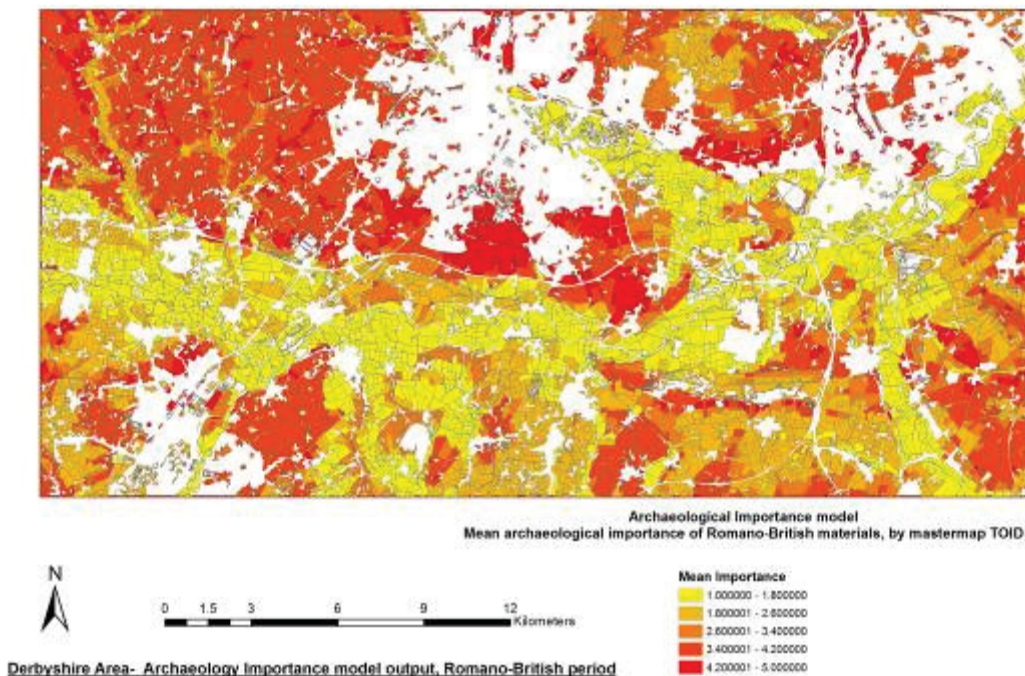 Archaeological Importance model
Mean archaeological importance of Romano-British materials, by mastermap TOID
N
0 1.5 3 6 9 12
Kilometers
Mean Importance
1.000000 - 1.800000
1.800001 - 2.600000
2.600001 - 3.400000
3.400001 - 4.200000
4.200001 - 5.000000
Derbyshire Area- Archaeology Importance model output, Romano-British period